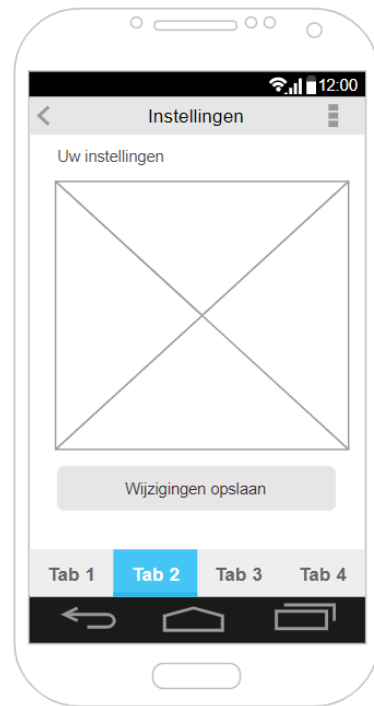 12:00
Instellingen
Uw instellingen
Wijzigingen opslaan
Tab 1 Tab 2 Tab 3 Tab 4